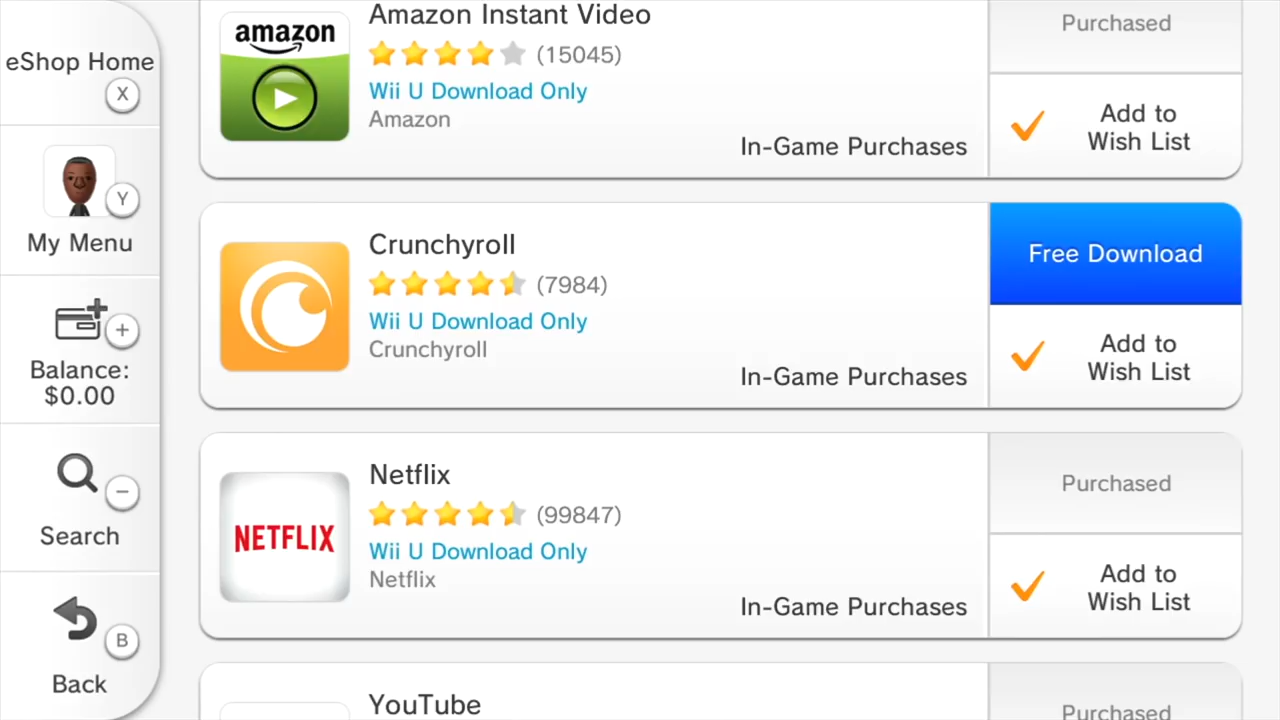 eShop Home
X
Y
My Menu
+
Balance:
$0.00
−
Search
B
Back
amazon
Amazon Instant Video
(15045)
Wii U Download Only
Amazon
In-Game Purchases
Purchased
Add to
Wish List
Crunchyroll
(7984)
Wii U Download Only
Crunchyroll
In-Game Purchases
Free Download
Add to
Wish List
NETFLIX
Netflix
(99847)
Wii U Download Only
Netflix
In-Game Purchases
Purchased
Add to
Wish List
YouTube
Purchased